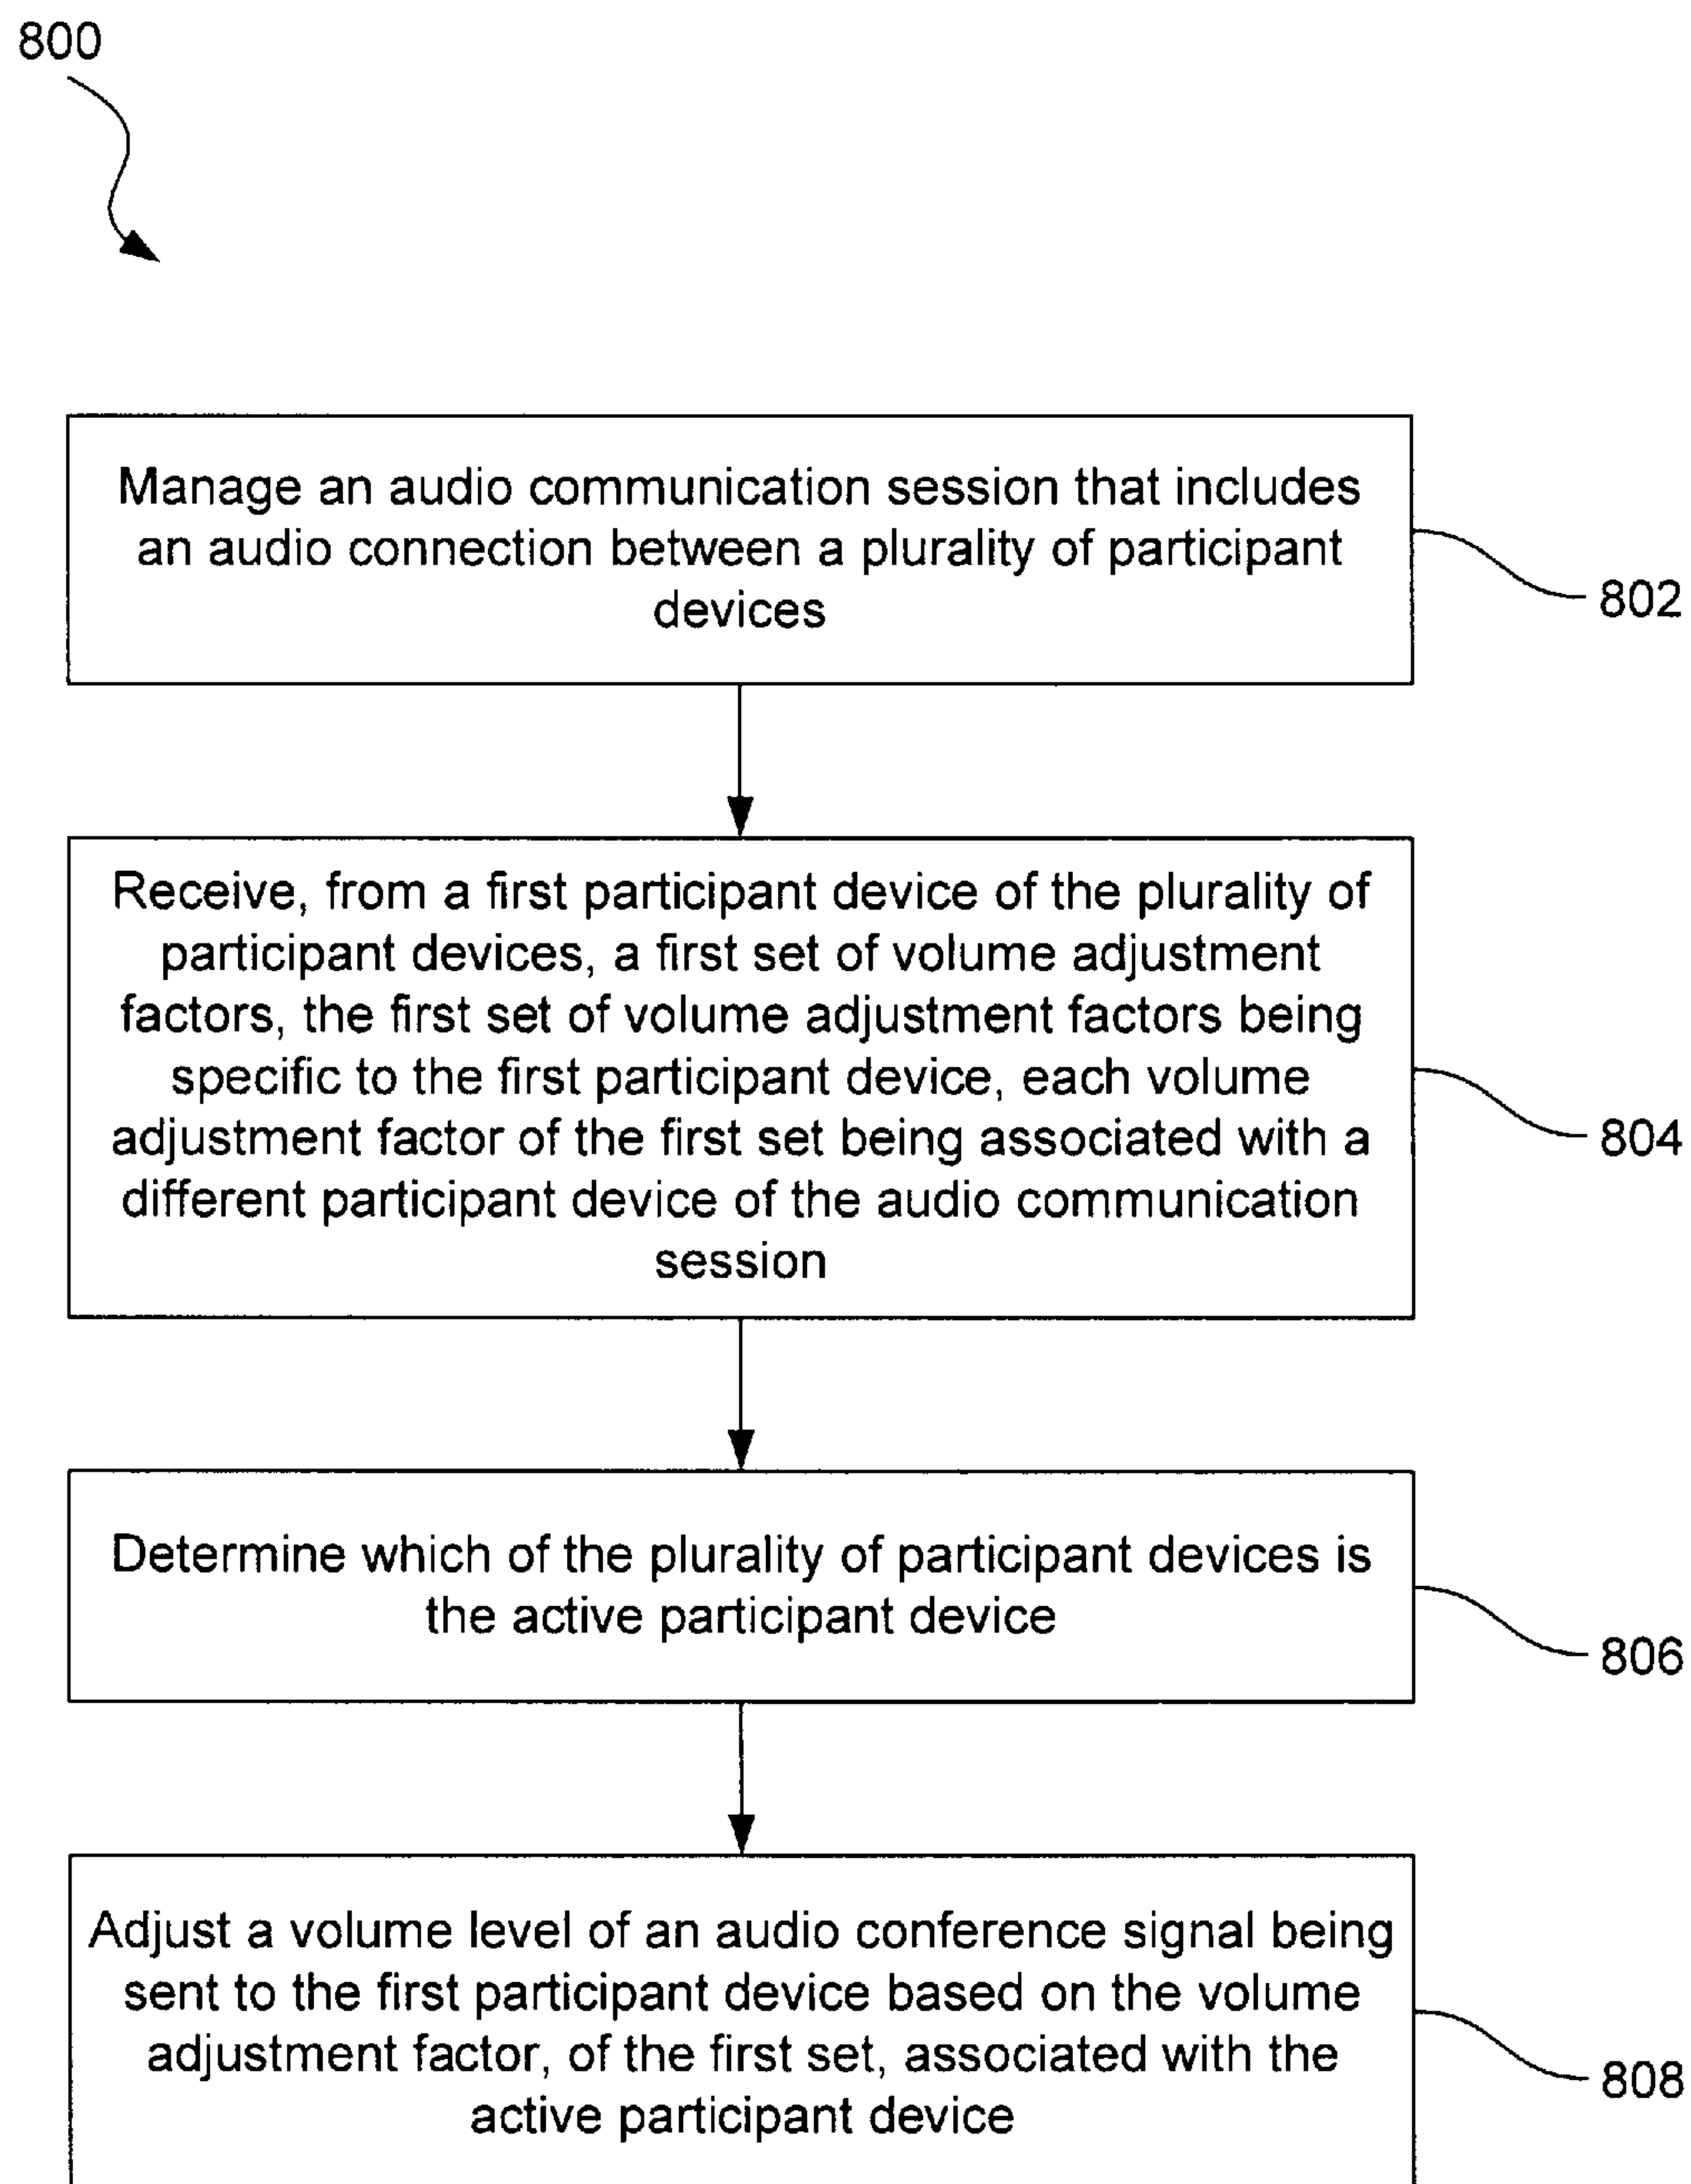 800
Manage an audio communication session that includes
an audio connection between a plurality of participant
devices
802
Receive, from a first participant device of the plurality of
participant devices, a first set of volume adjustment
factors, the first set of volume adjustment factors being
specific to the first participant device, each volume
adjustment factor of the first set being associated with a
different participant device of the audio communication
session
804
Determine which of the plurality of participant devices is
the active participant device
806
Adjust a volume level of an audio conference signal being
sent to the first participant device based on the volume
adjustment factor, of the first set, associated with the
active participant device
808